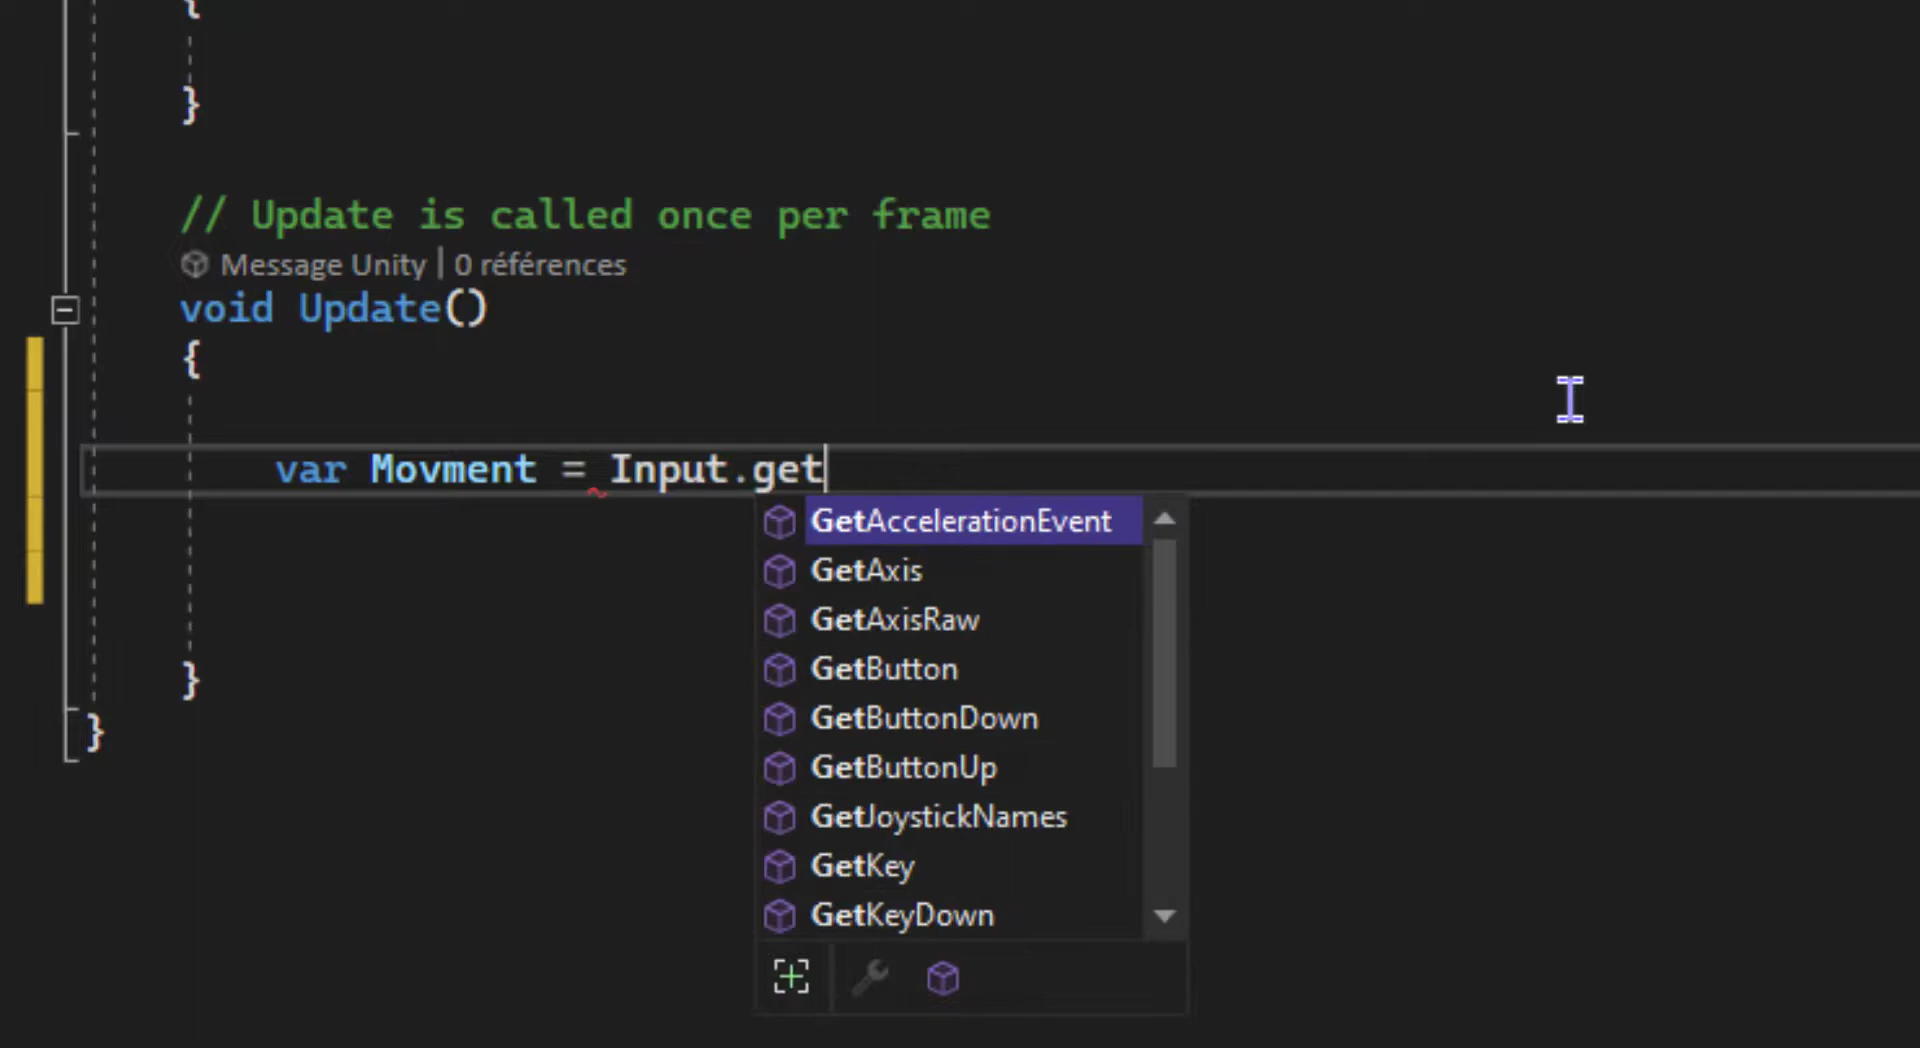 {
}
// Update is called once per frame
Message Unity | 0 références
void Update()
{
var Movment = Input.get
GetAccelerationEvent
GetAxis
GetAxisRaw
GetButton
GetButtonDown
GetButtonUp
GetJoystickNames
GetKey
GetKeyDown
}
}